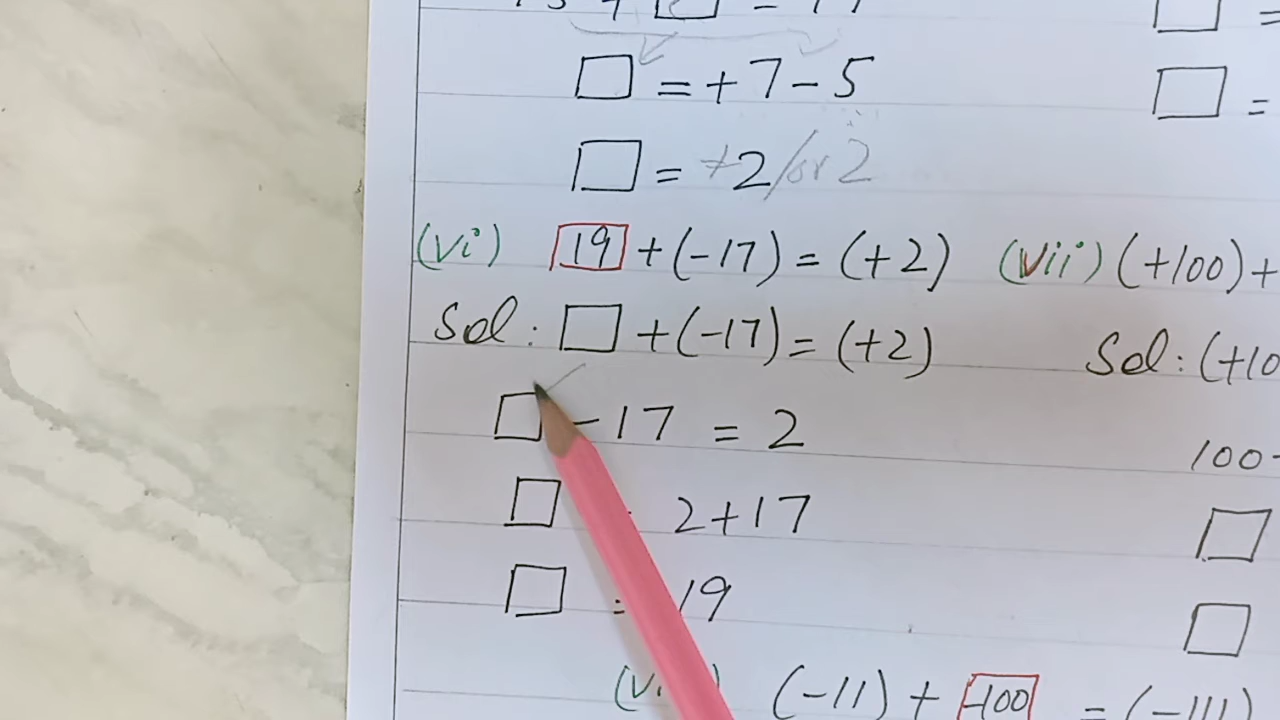 □ = +7 - 5
□ = +2/or 2
(vi) 19 + (-17) = (+2) (vii) (+100) +
Sol: □ + (-17) = (+2) Sol: (+10
□ - 17 = 2
100 -
□ 2 + 17
□ = 19
(-11) + -100 = (-111)